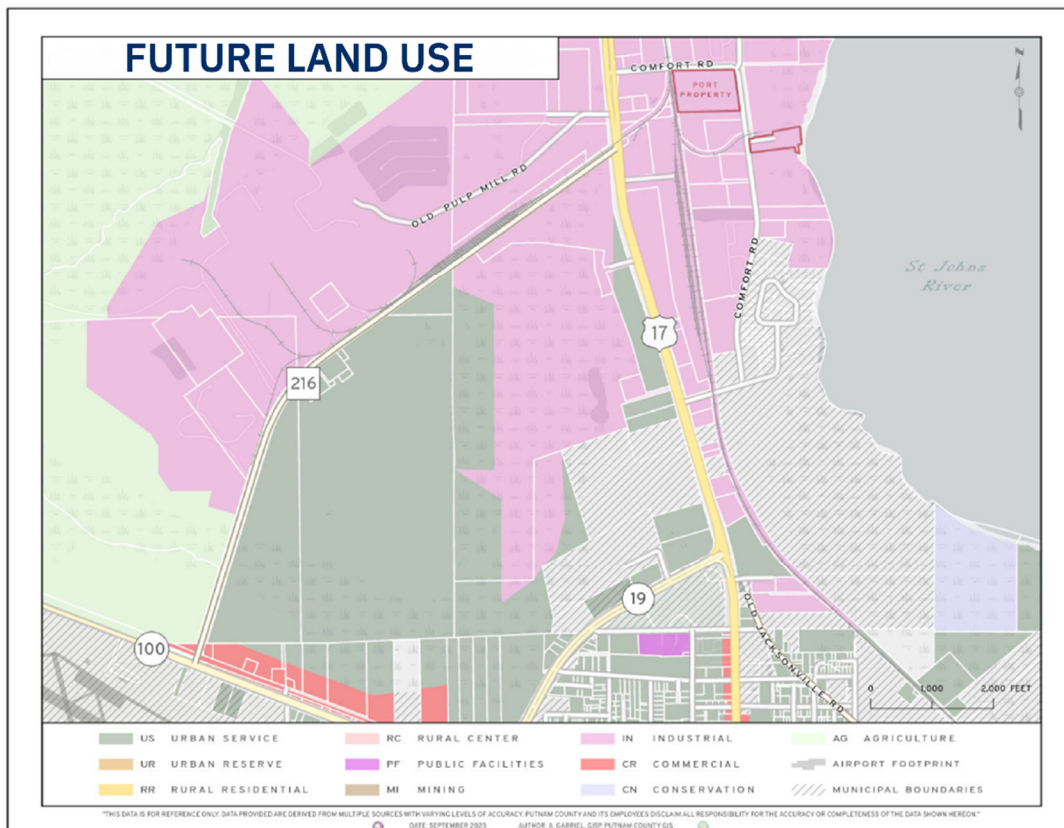 FUTURE LAND USE
COMFORT RD
PORT
PROPERTY
N
OLD PULP MILL RD
COMFORT RD
St Johns
River
17
216
19
100
OLD JACKSONVILLE RD
0 1,000 2,000 FEET
US URBAN SERVICE RC RURAL CENTER IN INDUSTRIAL AG AGRICULTURE
UR URBAN RESERVE PF PUBLIC FACILITIES CR COMMERCIAL AIRPORT FOOTPRINT
RR RURAL RESIDENTIAL MI MINING CN CONSERVATION MUNICIPAL BOUNDARIES
"THIS DATA IS FOR REFERENCE ONLY. DATA PROVIDED ARE DERIVED FROM MULTIPLE SOURCES WITH VARYING LEVELS OF ACCURACY. PUTNAM COUNTY AND ITS EMPLOYEES DISCLAIM ALL RESPONSIBILITY FOR THE ACCURACY OR COMPLETENESS OF THE DATA SHOWN HEREON."
DATE: SEPTEMBER 2023 AUTHOR: A. GABRIEL, GISP, PUTNAM COUNTY GIS